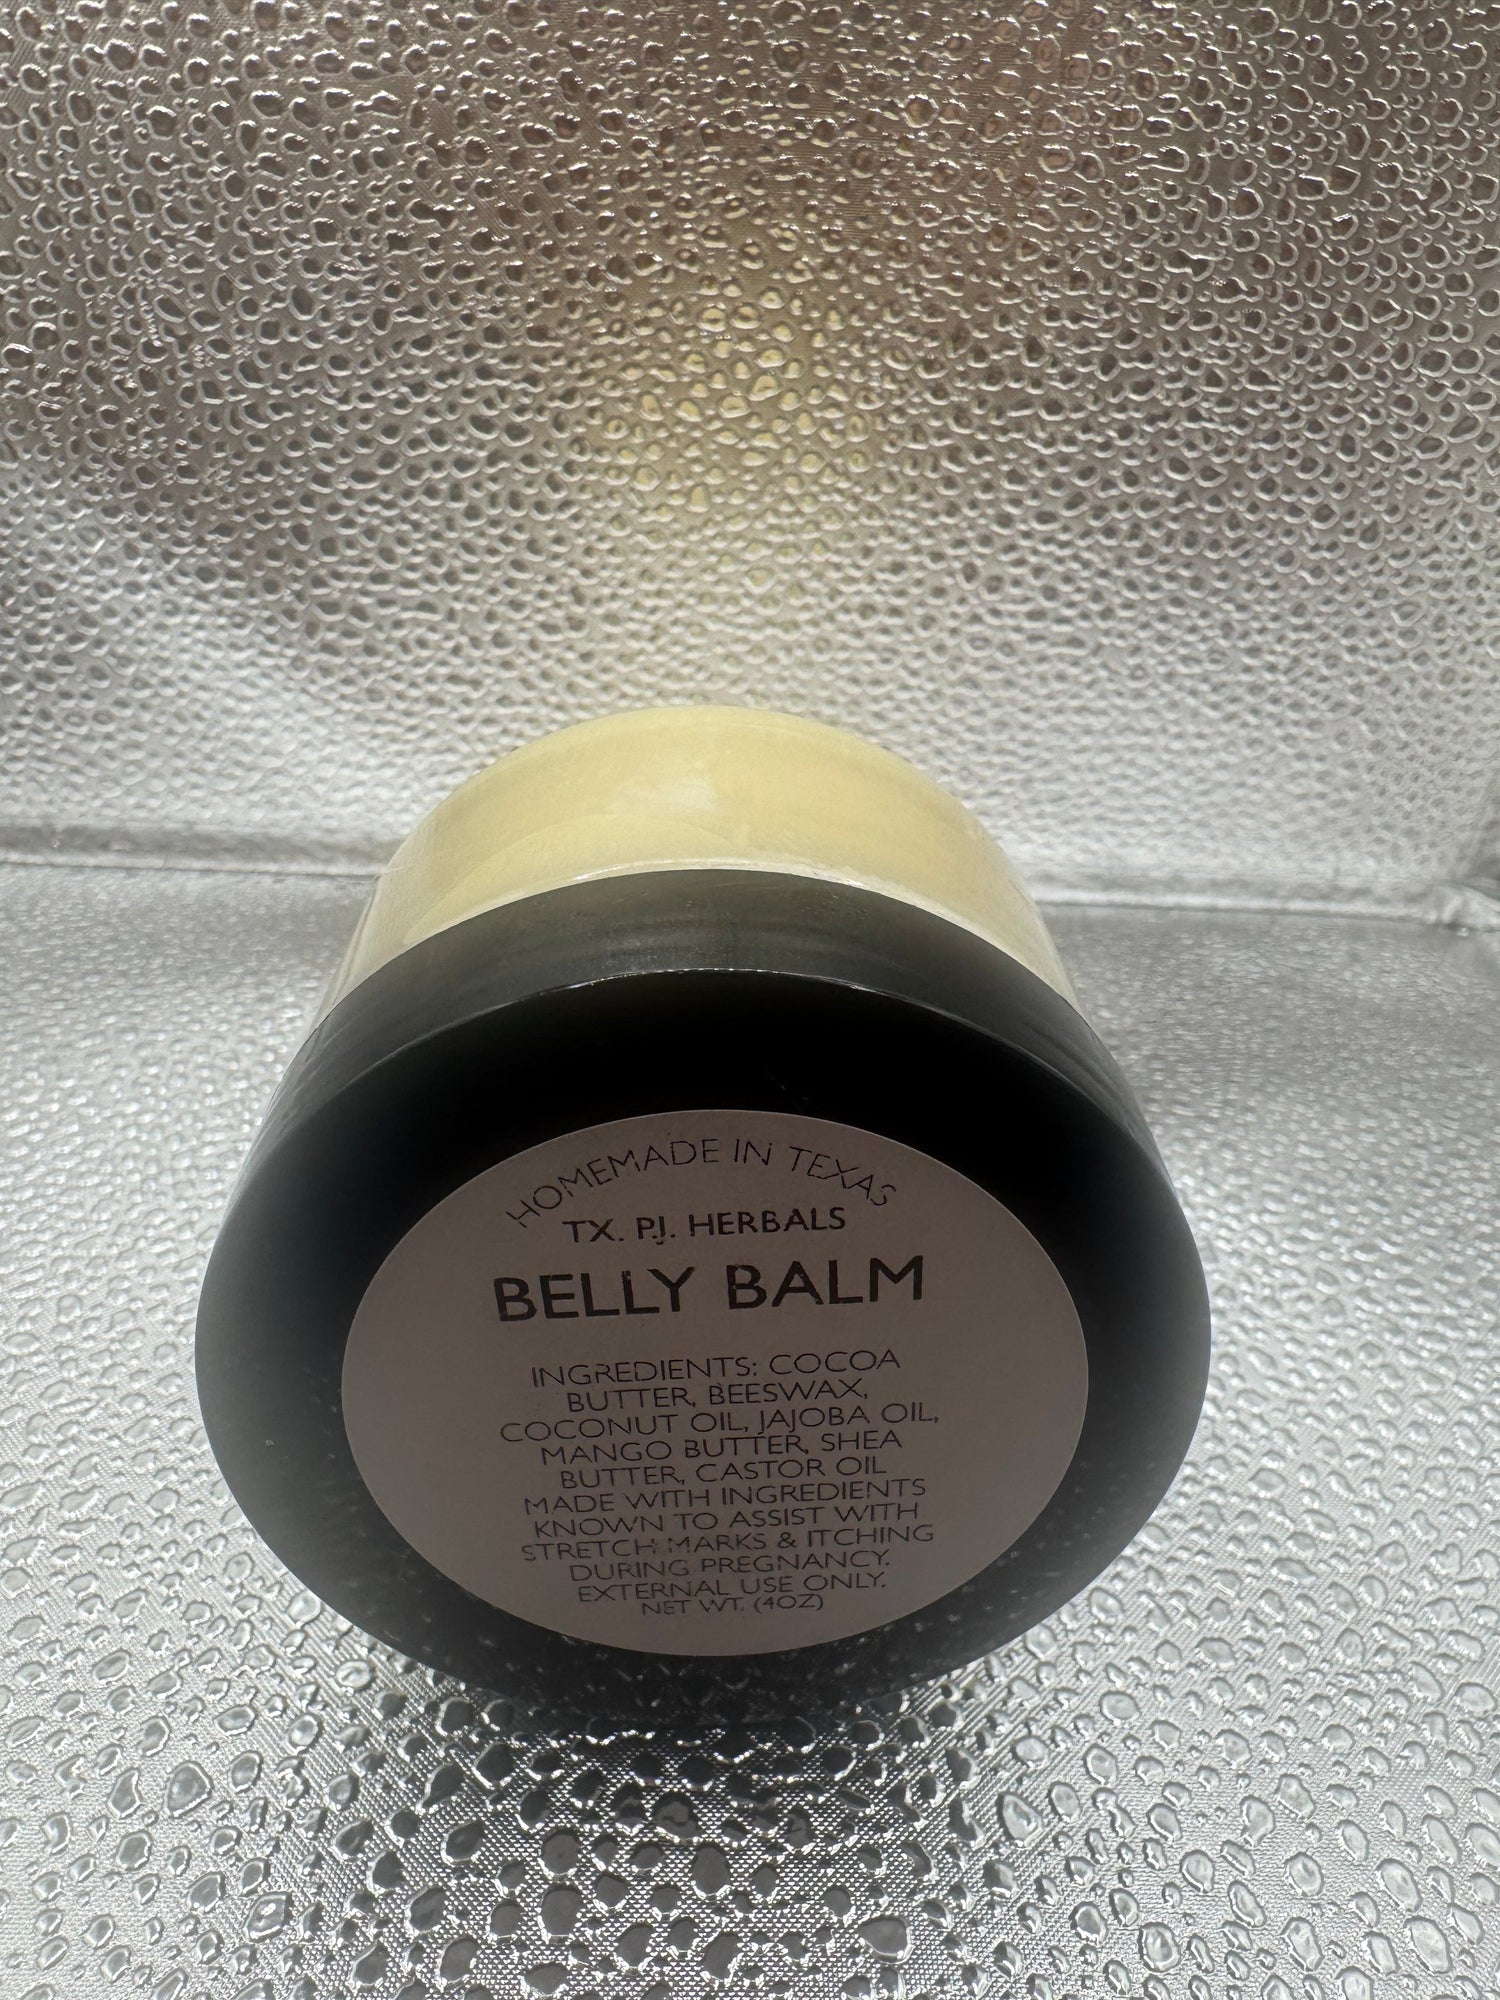 HOMEMADE IN TEXAS
TX. P.J. HERBALS
BELLY BALM
INGREDIENTS: COCOA
BUTTER, BEESWAX,
COCONUT OIL, JAJOBA OIL,
MANGO BUTTER, SHEA
BUTTER, CASTOR OIL
MADE WITH INGREDIENTS
KNOWN TO ASSIST WITH
STRETCH MARKS & ITCHING
DURING PREGNANCY.
EXTERNAL USE ONLY.
NET WT. (4OZ)